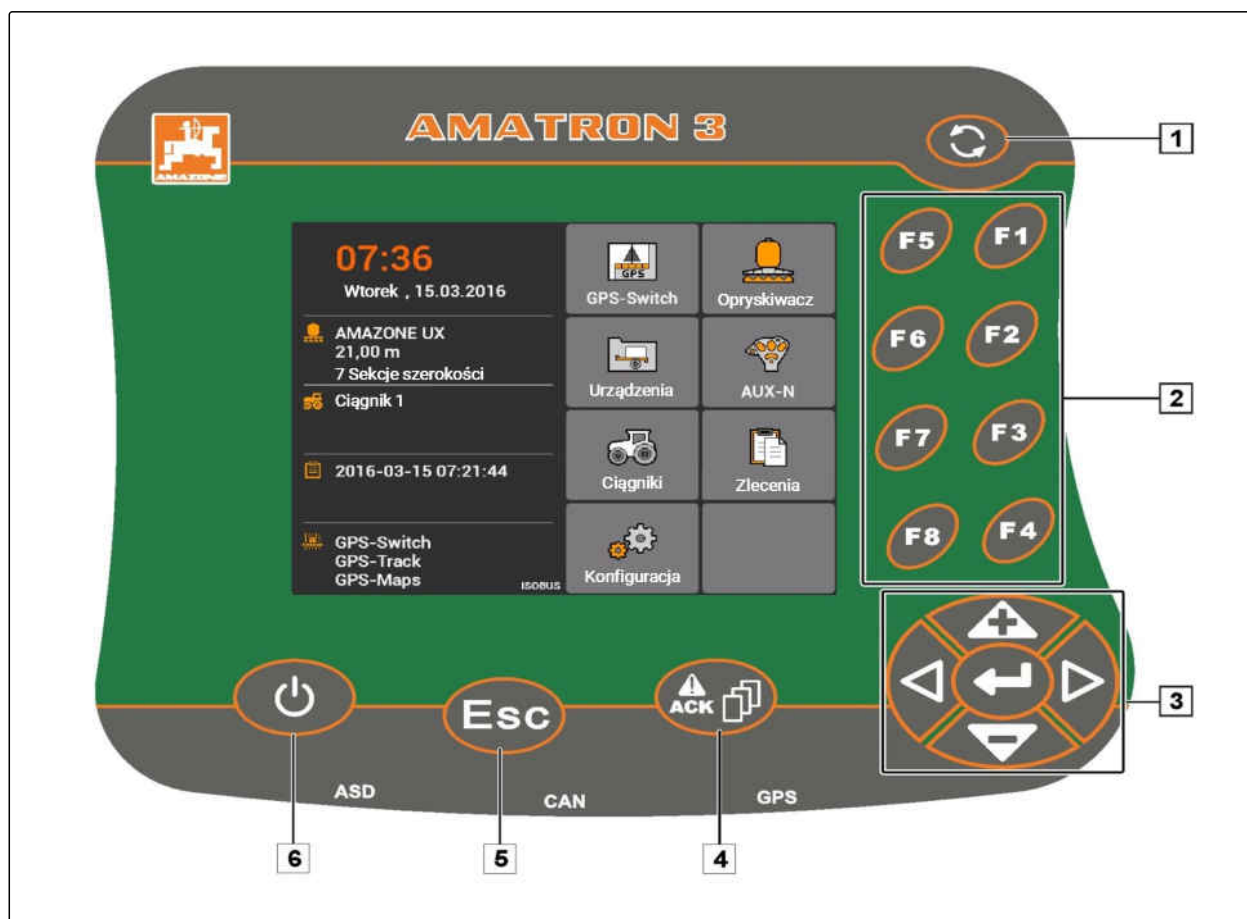 AMATRON 3
AMAZONE
1
07:36
Wtorek , 15.03.2016
AMAZONE UX
21,00 m
7 Sekcje szerokości
Ciągnik 1
2016-03-15 07:21:44
GPS-Switch
GPS-Track
GPS-Maps
ISOBUS
GPS
GPS-Switch
Opryskiwacz
Urządzenia
AUX-N
Ciągniki
Zlecenia
Konfiguracja
F5 F1
F6 F2
F7 F3
F8 F4
2
3
Esc
ACK
ASD
CAN
GPS
6
5
4